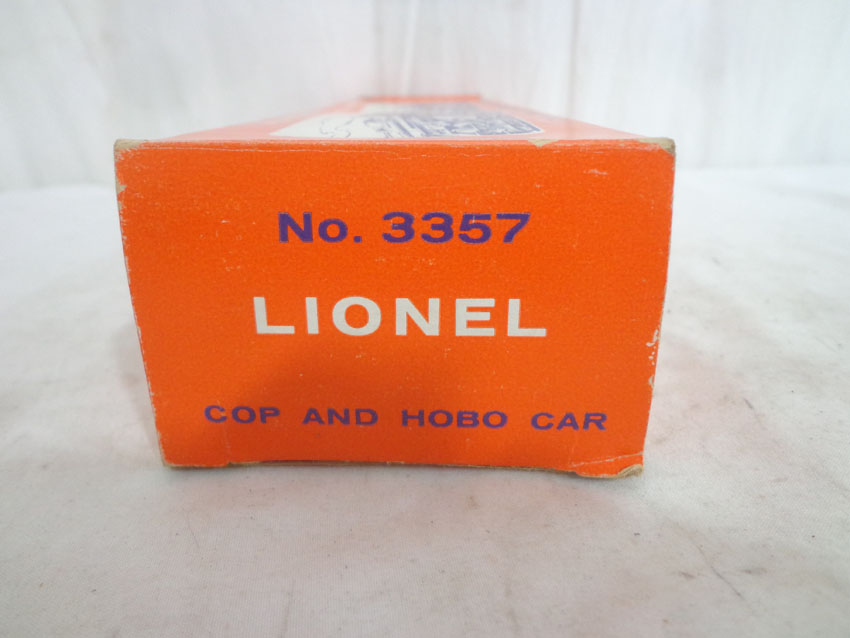 No. 3357
LIONEL
COP AND HOBO CAR